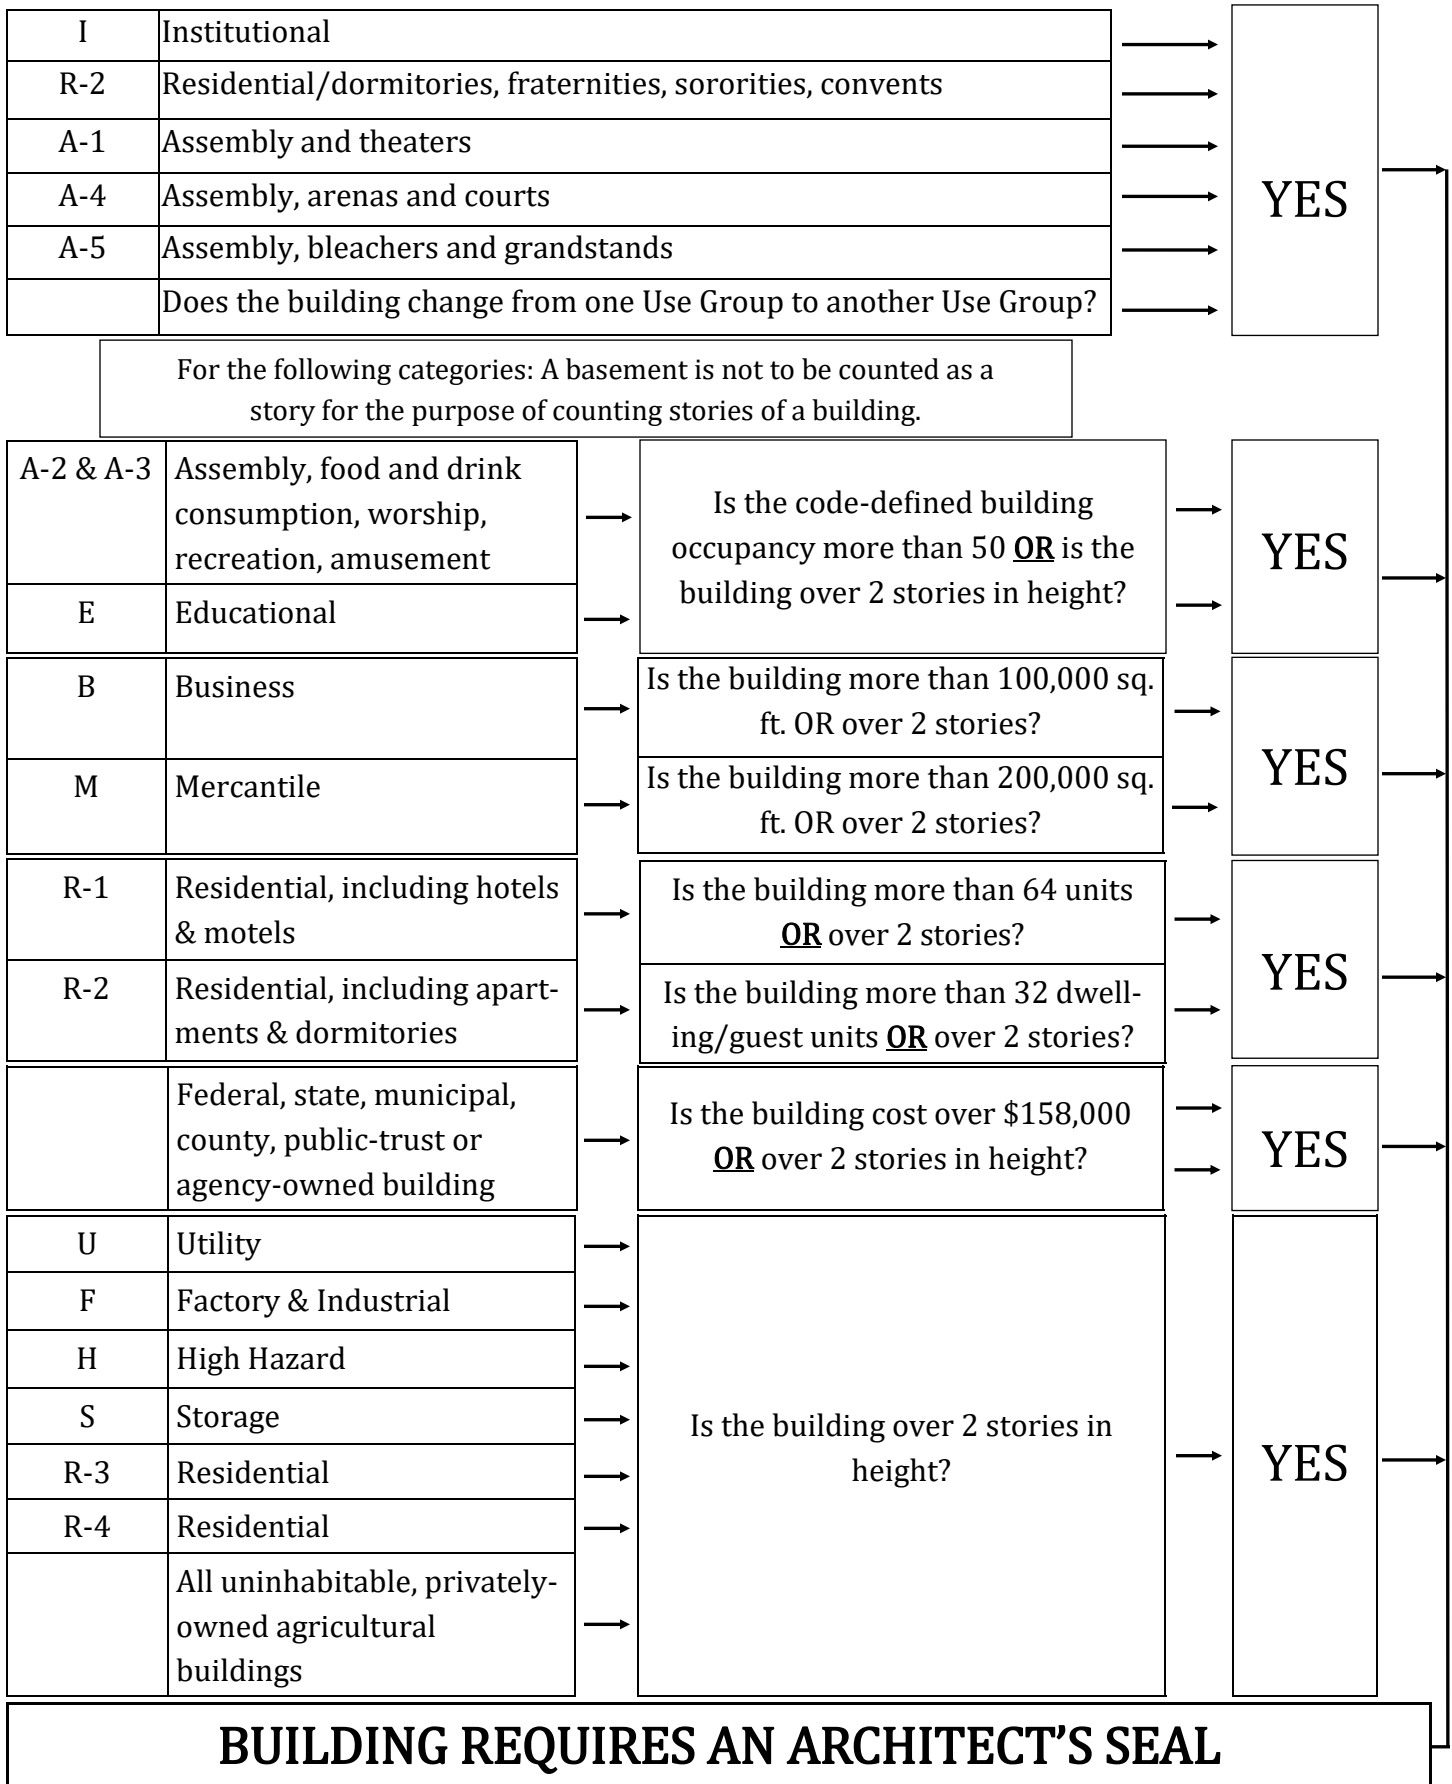 I Institutional
R-2 Residential/dormitories, fraternities, sororities, convents
A-1 Assembly and theaters
A-4 Assembly, arenas and courts
A-5 Assembly, bleachers and grandstands
Does the building change from one Use Group to another Use Group?
YES
For the following categories: A basement is not to be counted as a
story for the purpose of counting stories of a building.
A-2 & A-3
Assembly, food and drink
consumption, worship,
recreation, amusement
E Educational
Is the code-defined building
occupancy more than 50 OR is the
building over 2 stories in height?
YES
B Business
Is the building more than 100,000 sq.
ft. OR over 2 stories?
M Mercantile
Is the building more than 200,000 sq.
ft. OR over 2 stories?
YES
R-1
Residential, including hotels
& motels
Is the building more than 64 units
OR over 2 stories?
R-2
Residential, including apart-
ments & dormitories
Is the building more than 32 dwell-
ing/guest units OR over 2 stories?
YES
Federal, state, municipal,
county, public-trust or
agency-owned building
Is the building cost over $158,000
OR over 2 stories in height?
YES
U Utility
F Factory & Industrial
H High Hazard
S Storage
R-3 Residential
R-4 Residential
All uninhabitable, privately-
owned agricultural
buildings
Is the building over 2 stories in
height?
YES
BUILDING REQUIRES AN ARCHITECT’S SEAL